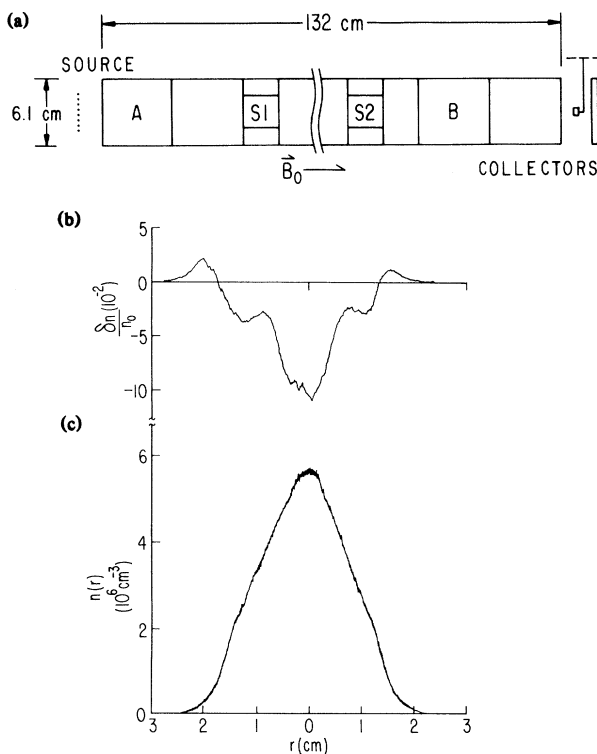 (a)
132 cm
SOURCE
6.1 cm
A
S1
S2
B
B₀
COLLECTORS
(b)
5
0
-5
-10
δn/n₀ (10⁻²)
(c)
6
4
2
0
n(r)
(10⁶cm⁻³)
3 2 1 0 1 2 3
r(cm)